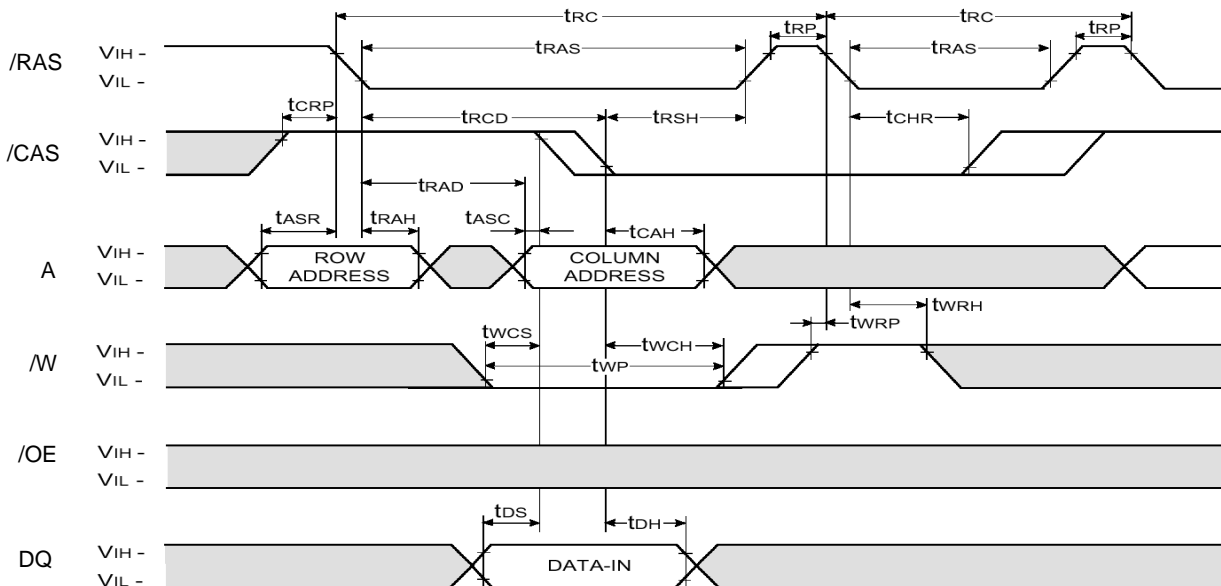 tRC tRC
/RAS VIH - VIL - tRAS tRP tRAS tRP
/CAS VIH - VIL - tCRP tRCD tRSH tCHR
tRAD
A VIH - VIL - tASR tRAH tASC tCAH
ROW ADDRESS
COLUMN ADDRESS
/W VIH - VIL - tWCS tWCH tWP tWRP tWRH
/OE VIH - VIL -
DQ VIH - VIL - tDS tDH
DATA-IN